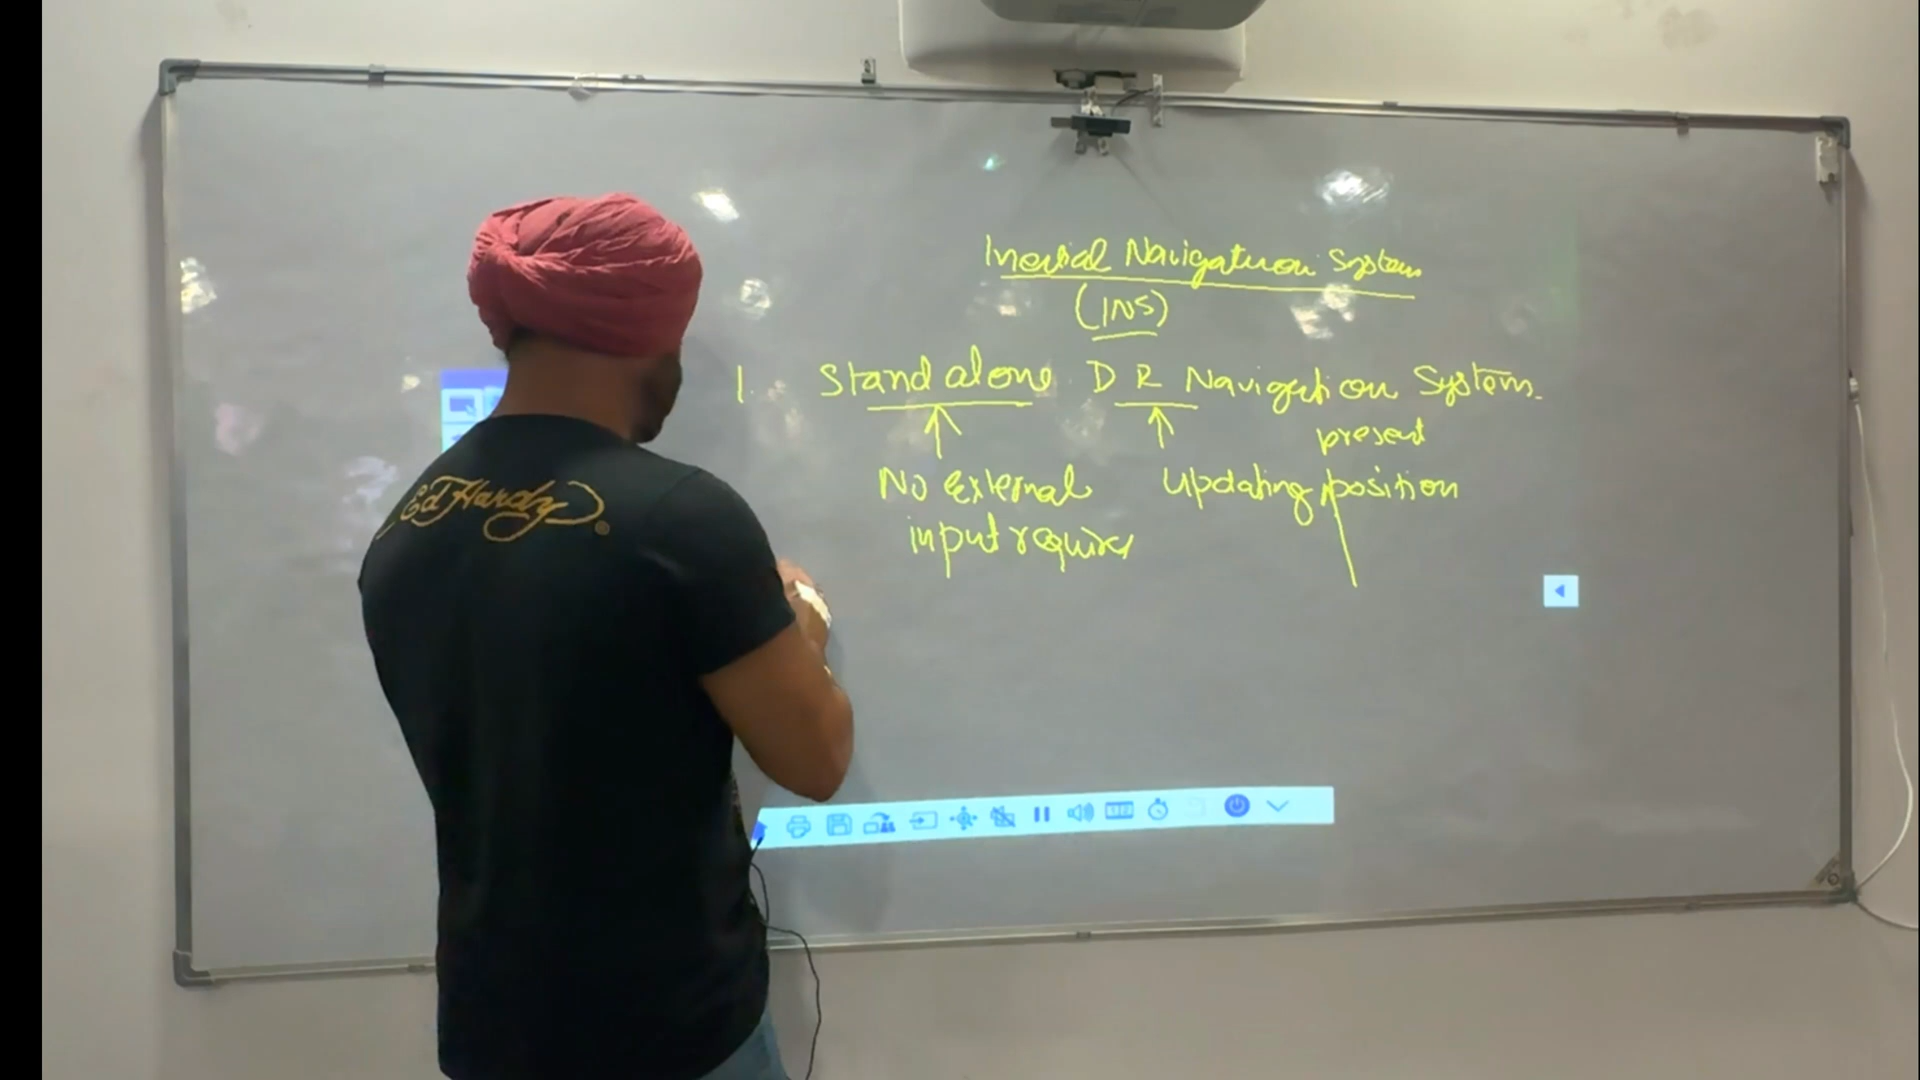 Inertial Navigation System
(INS)
1. Stand alone D R Navigation System.
present
No External Updating position
input required
Ed Hardy